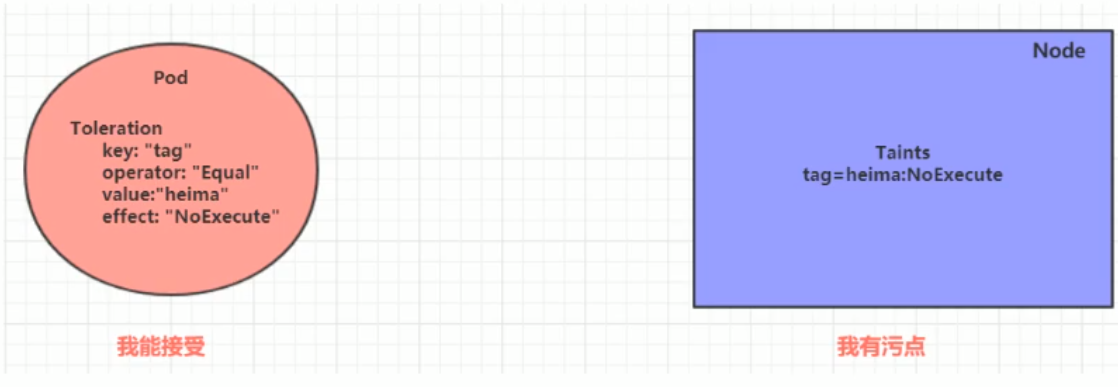 Pod
Toleration
key: "tag"
operator: "Equal"
value:"heima"
effect: "NoExecute"
我能接受
Node
Taints
tag=heima:NoExecute
我有污点